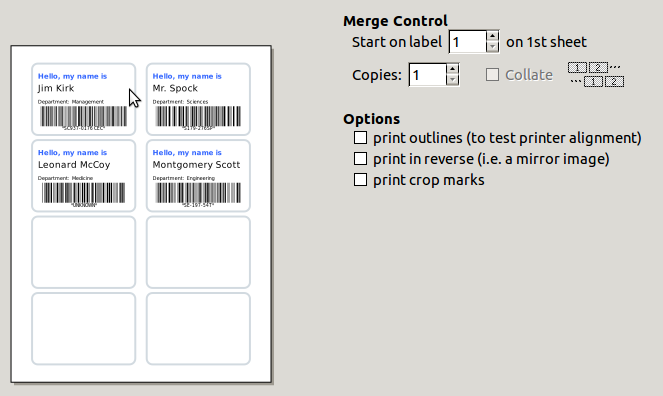 Merge Control
Start on label 1 on 1st sheet
Copies: 1 Collate 1 2 ...
... 1 2
Options
print outlines (to test printer alignment)
print in reverse (i.e. a mirror image)
print crop marks
Hello, my name is
Jim Kirk
Department: Management
*SC937-0176 CEC*
Hello, my name is
Mr. Spock
Department: Sciences
*S179-276SP*
Hello, my name is
Leonard McCoy
Department: Medicine
*UNKNOWN*
Hello, my name is
Montgomery Scott
Department: Engineering
*SE-197-54T*